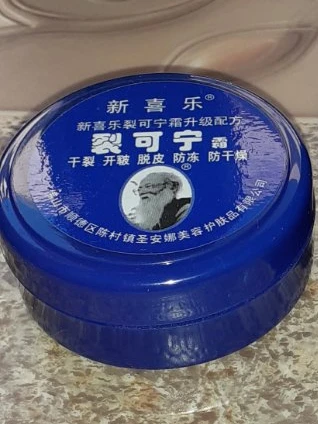 新喜乐®
新喜乐裂可宁霜升级配方
裂可宁霜
®
干裂 开皲 脱皮 防冻 防干燥
山市顺德区陈村镇圣安娜美容护肤品有限公司